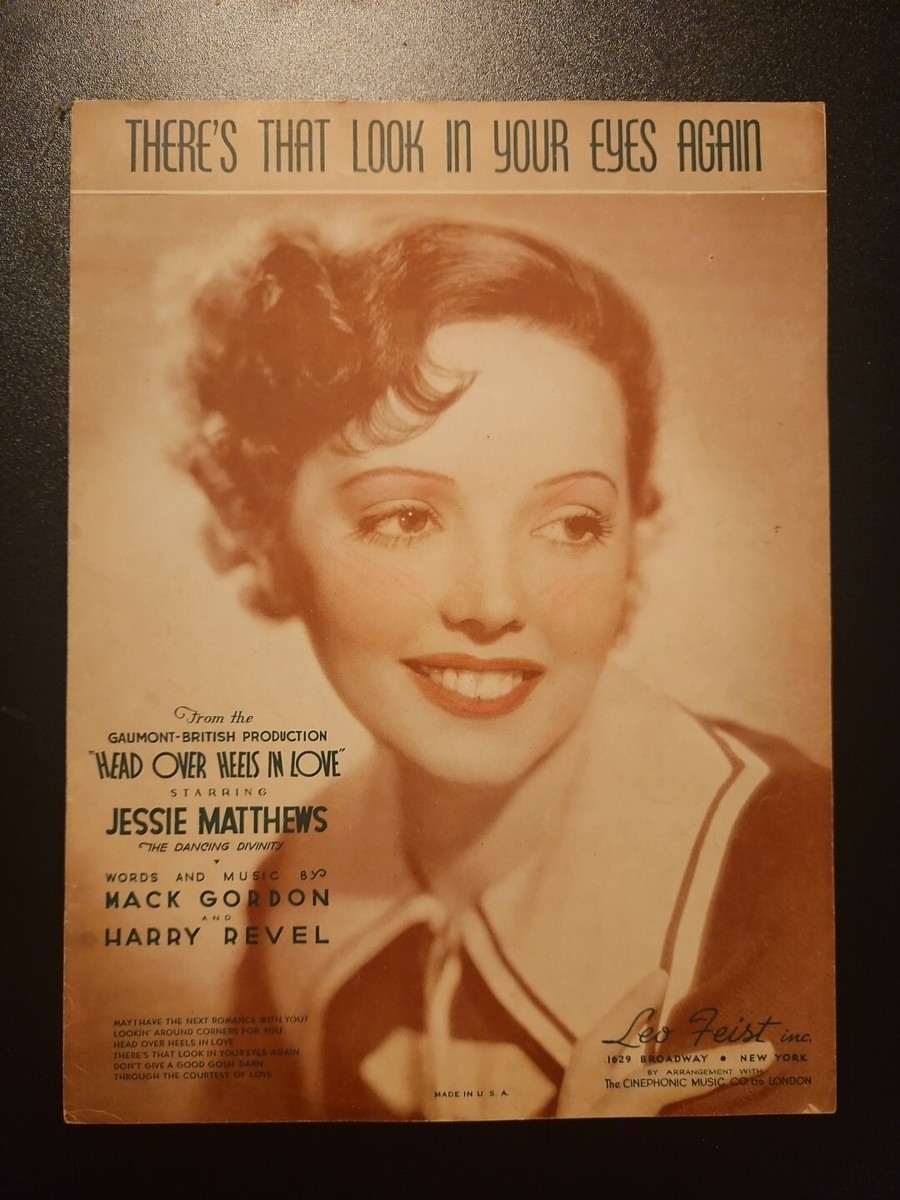 THERE'S THAT LOOK IN YOUR EYES AGAIN
From the
GAUMONT-BRITISH PRODUCTION
"HEAD OVER HEELS IN LOVE"
STARRING
JESSIE MATTHEWS
THE DANCING DIVINITY
WORDS AND MUSIC BY
MACK GORDON
AND
HARRY REVEL
MAY I HAVE THE NEXT ROMANCE WITH YOU?
LOOKIN' AROUND CORNERS FOR YOU
HEAD OVER HEELS IN LOVE
THERE'S THAT LOOK IN YOUR EYES AGAIN
DON'T GIVE A GOOD GOSH DARN
THROUGH THE COURTESY OF LOVE
MADE IN U. S. A.
Leo Feist inc.
1629 BROADWAY • NEW YORK
BY ARRANGEMENT WITH
The CINEPHONIC MUSIC CO Ltd. LONDON